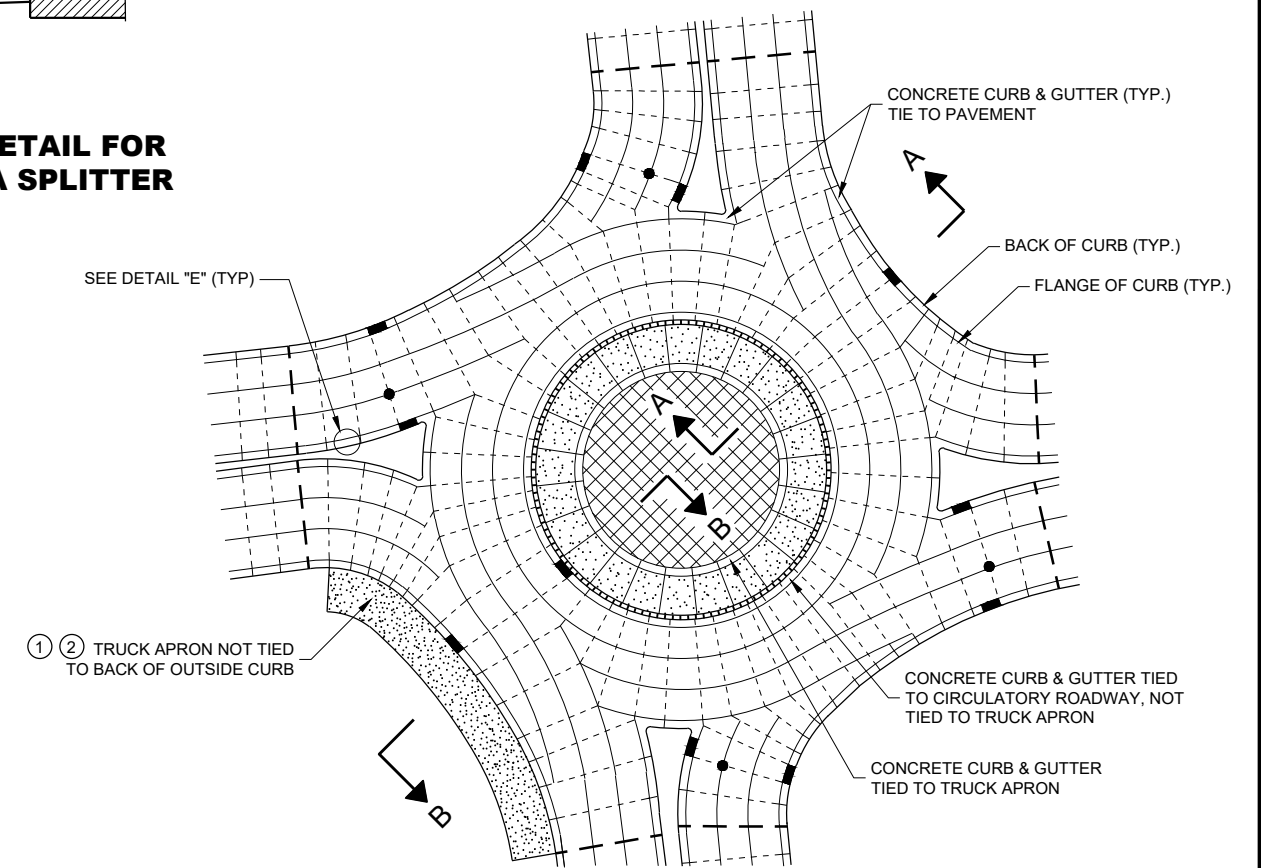 ETAIL FOR
A SPLITTER
CONCRETE CURB & GUTTER (TYP.)
TIE TO PAVEMENT
A
BACK OF CURB (TYP.)
FLANGE OF CURB (TYP.)
SEE DETAIL "E" (TYP)
A
B
1 2 TRUCK APRON NOT TIED
TO BACK OF OUTSIDE CURB
CONCRETE CURB & GUTTER TIED
TO CIRCULATORY ROADWAY, NOT
TIED TO TRUCK APRON
CONCRETE CURB & GUTTER
TIED TO TRUCK APRON
B